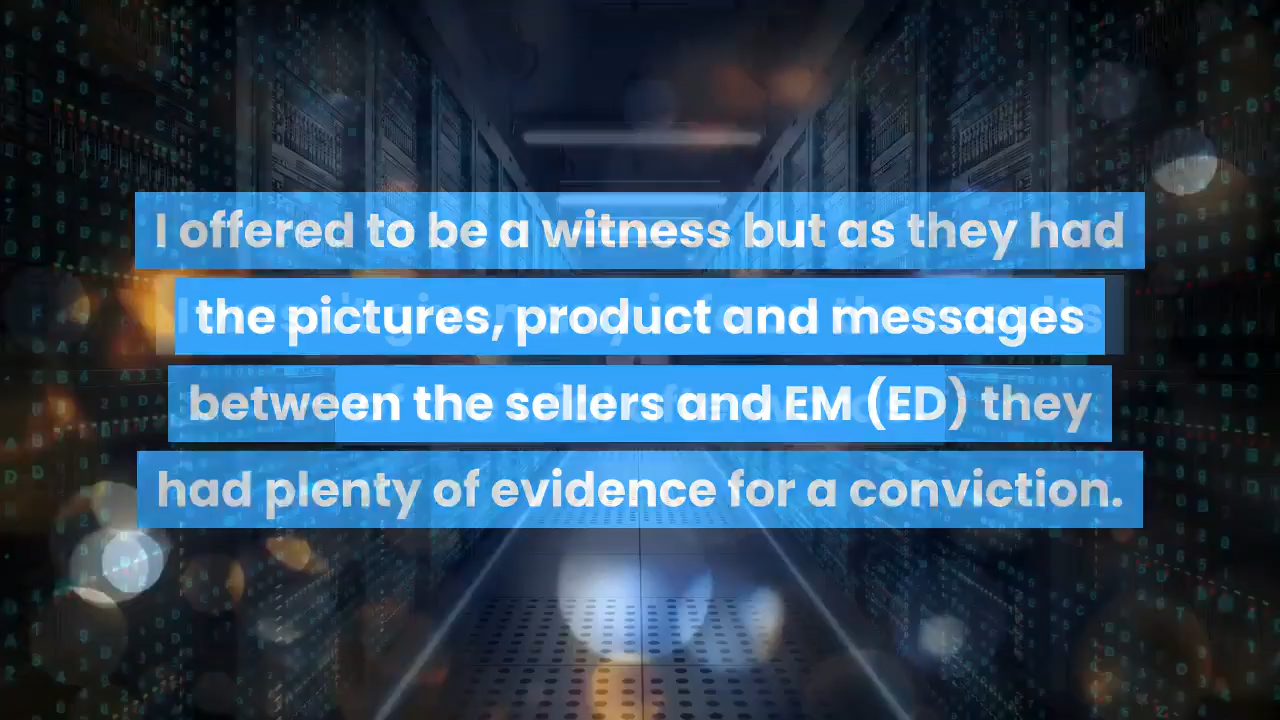 I offered to be a witness but as they had
the pictures, product and messages
between the sellers and EM (ED) they
had plenty of evidence for a conviction.